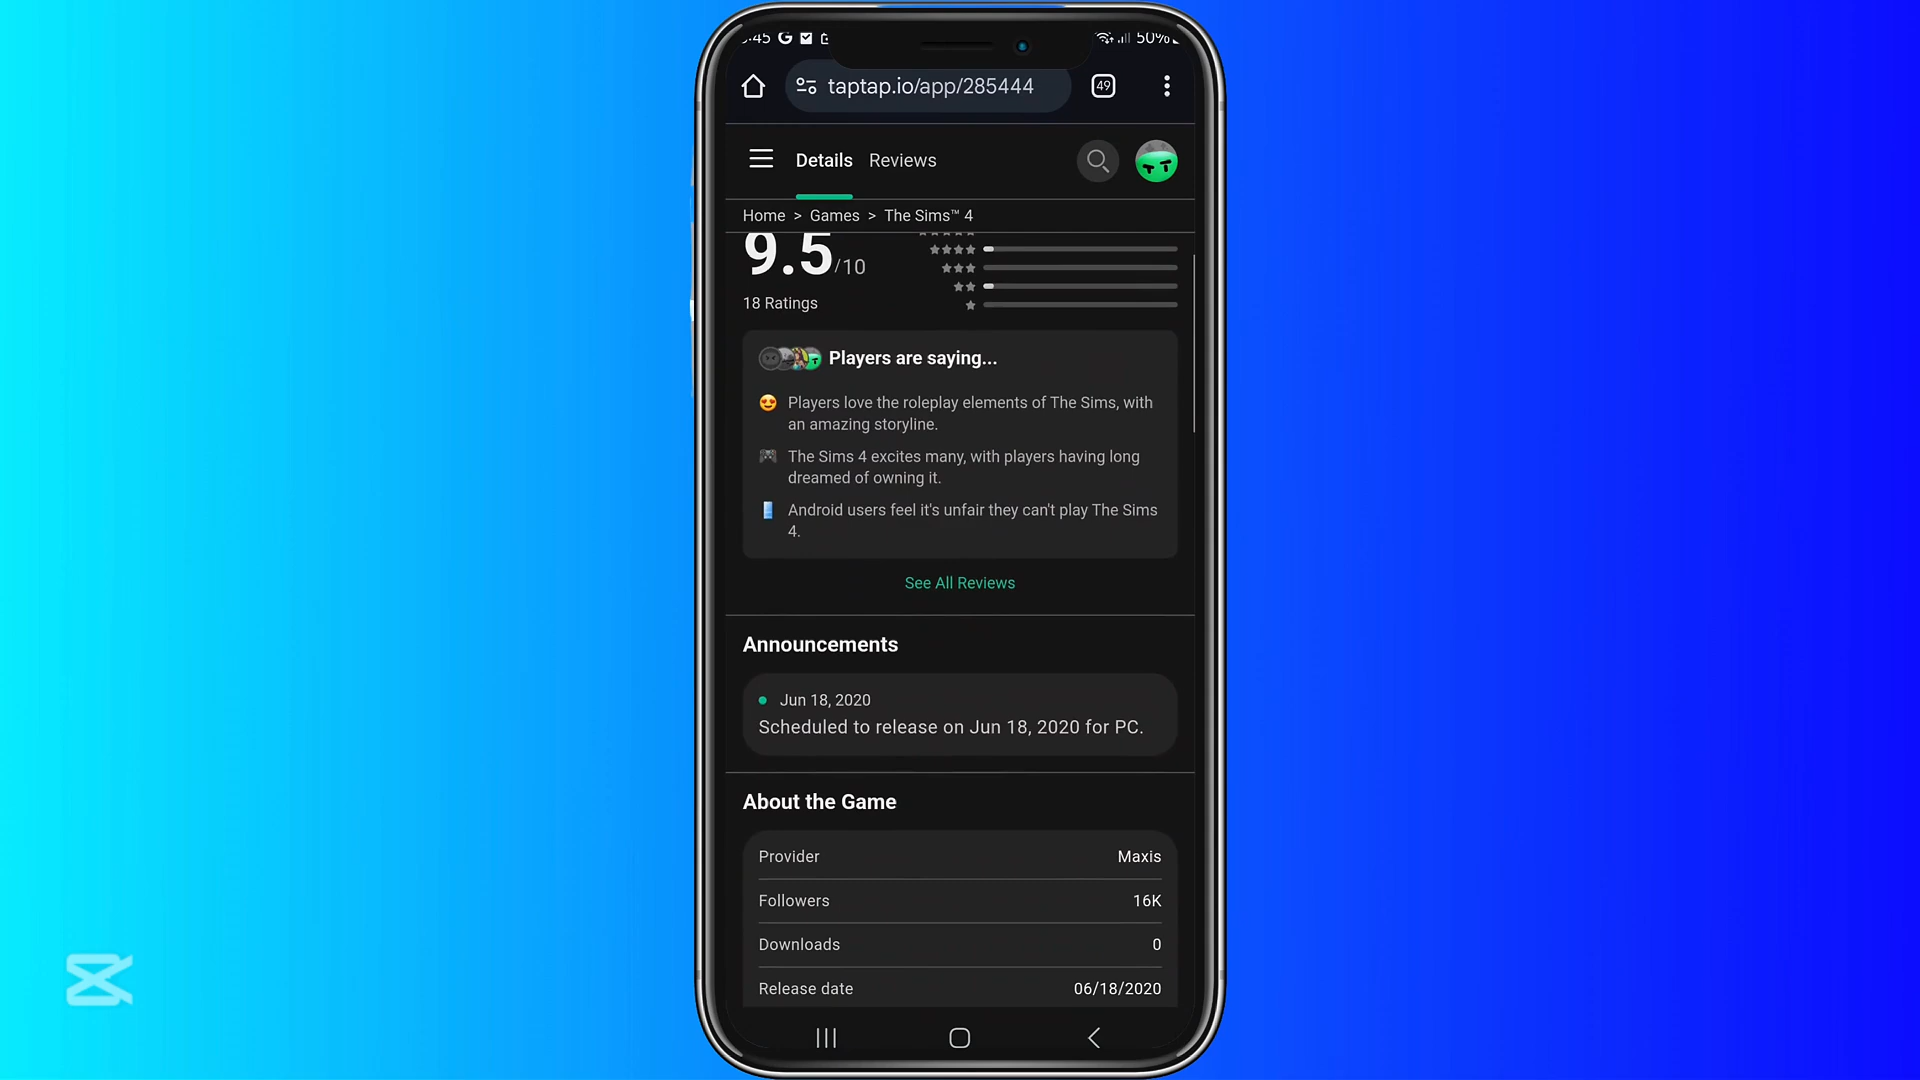 :45 50%
taptap.io/app/285444 49
Details Reviews
Home > Games > The Sims™ 4
9.5/10
18 Ratings
Players are saying...
Players love the roleplay elements of The Sims, with
an amazing storyline.
The Sims 4 excites many, with players having long
dreamed of owning it.
Android users feel it's unfair they can't play The Sims
4.
See All Reviews
Announcements
Jun 18, 2020
Scheduled to release on Jun 18, 2020 for PC.
About the Game
Provider Maxis
Followers 16K
Downloads 0
Release date 06/18/2020